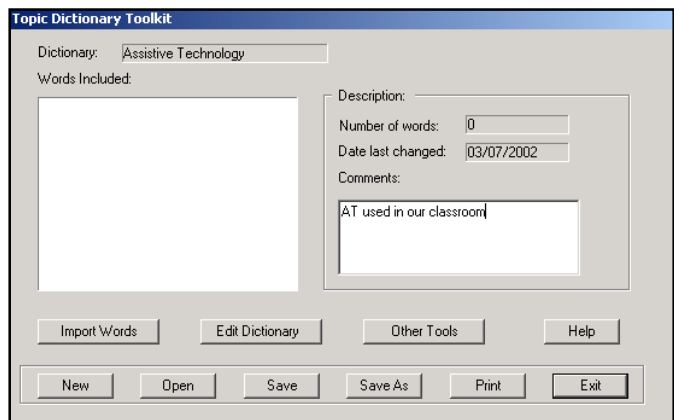 Topic Dictionary Toolkit
Dictionary: Assistive Technology
Words Included:
Description:
Number of words: 0
Date last changed: 03/07/2002
Comments:
AT used in our classroom
Import Words Edit Dictionary Other Tools Help
New Open Save Save As Print Exit